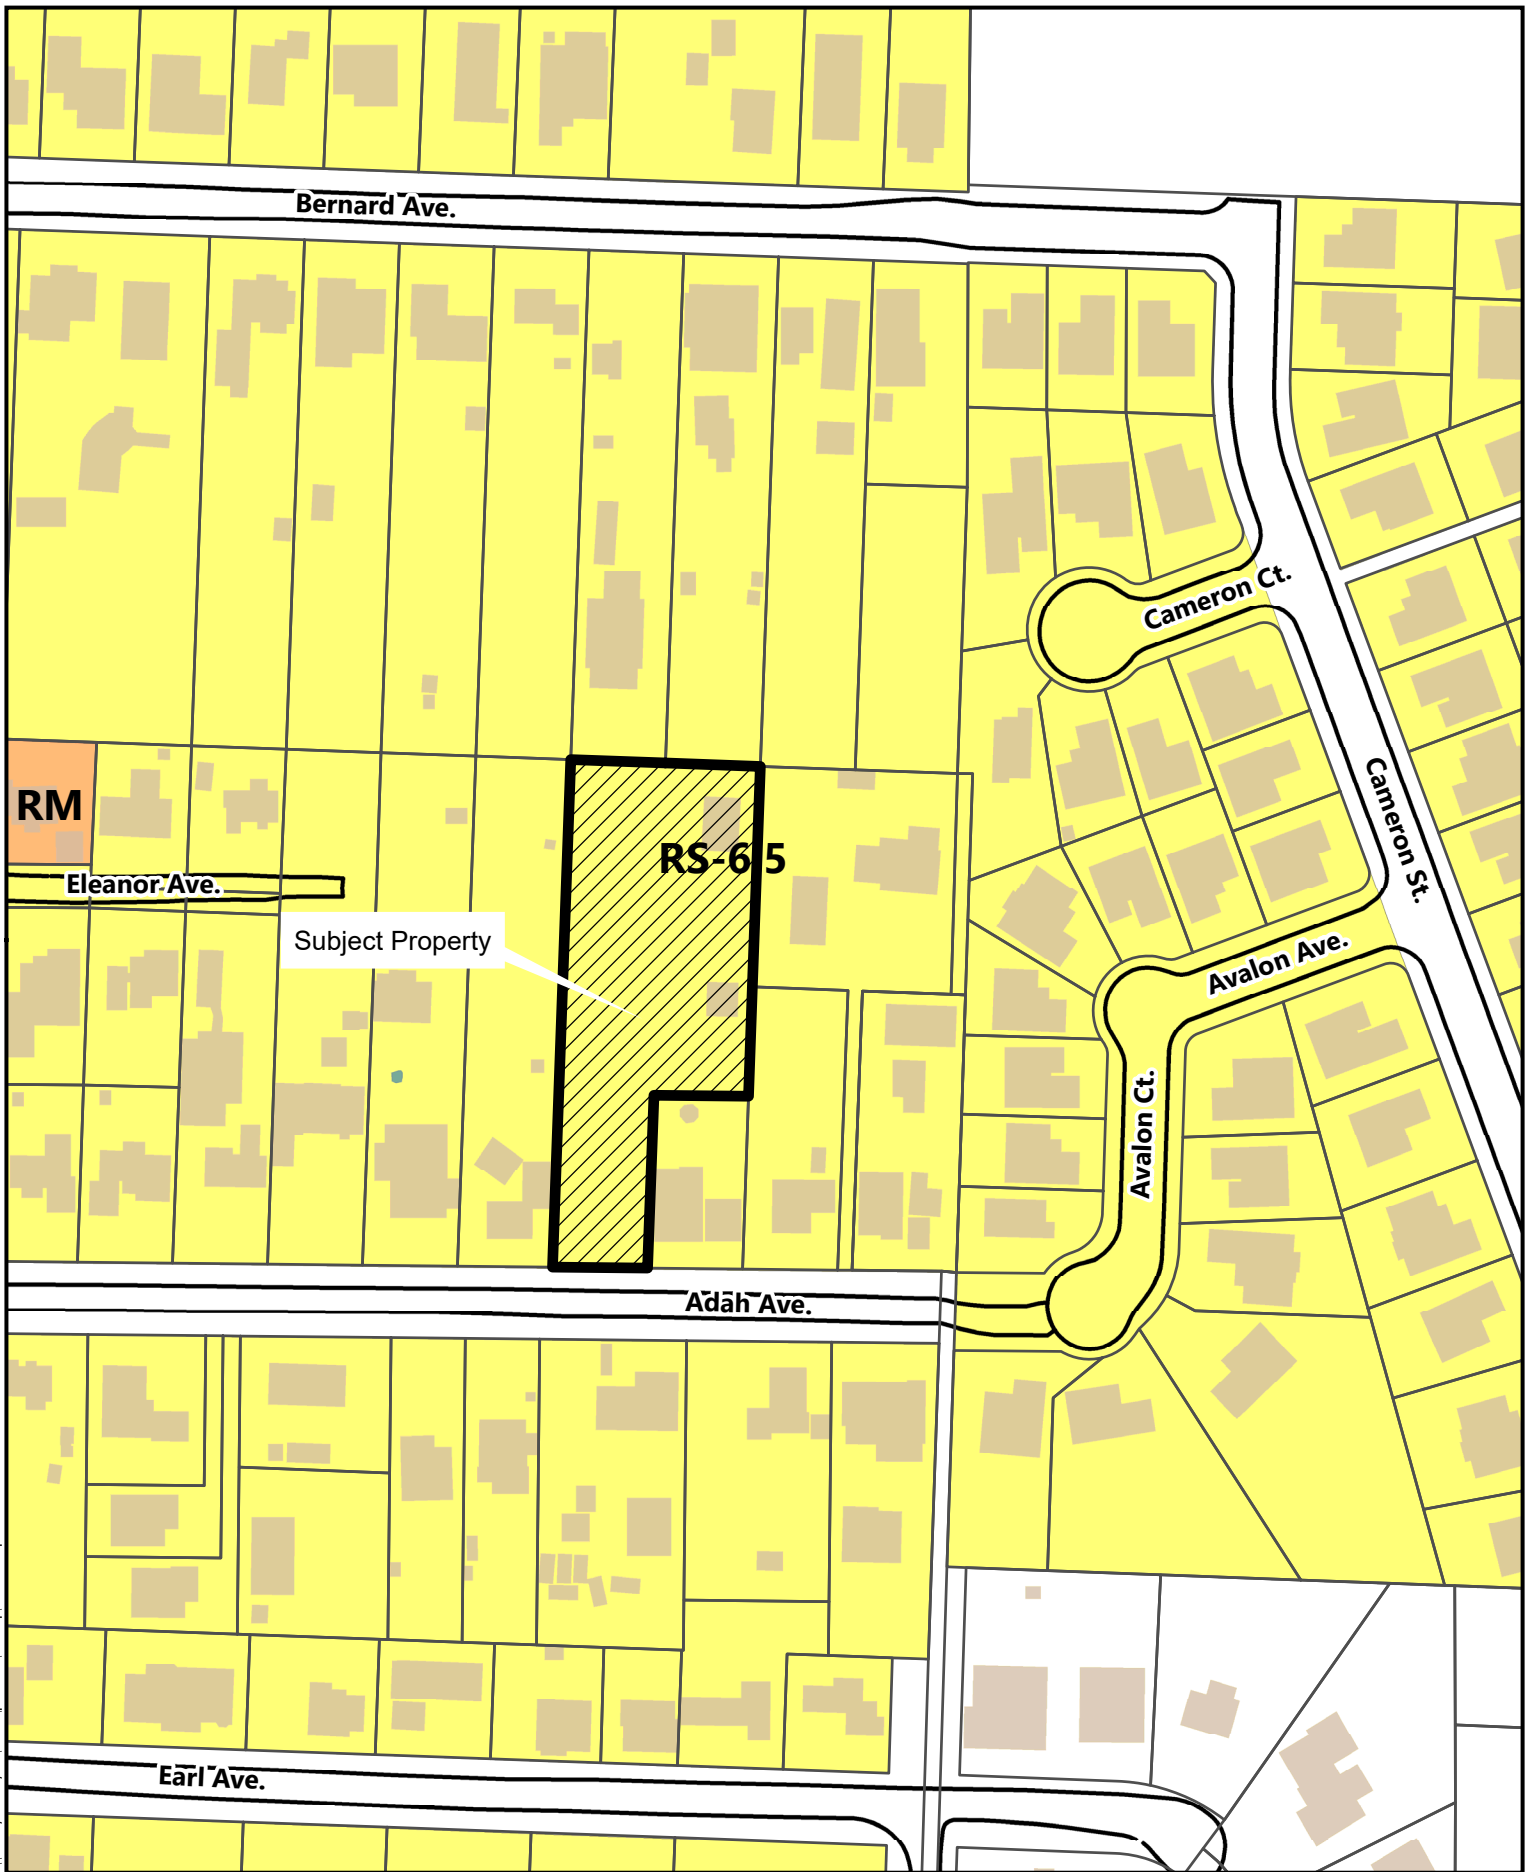 Bernard Ave.
Cameron Ct.
Cameron St.
RM
RS-6.5
Eleanor Ave.
Subject Property
Avalon Ave.
Avalon Ct.
Adah Ave.
Earl Ave.